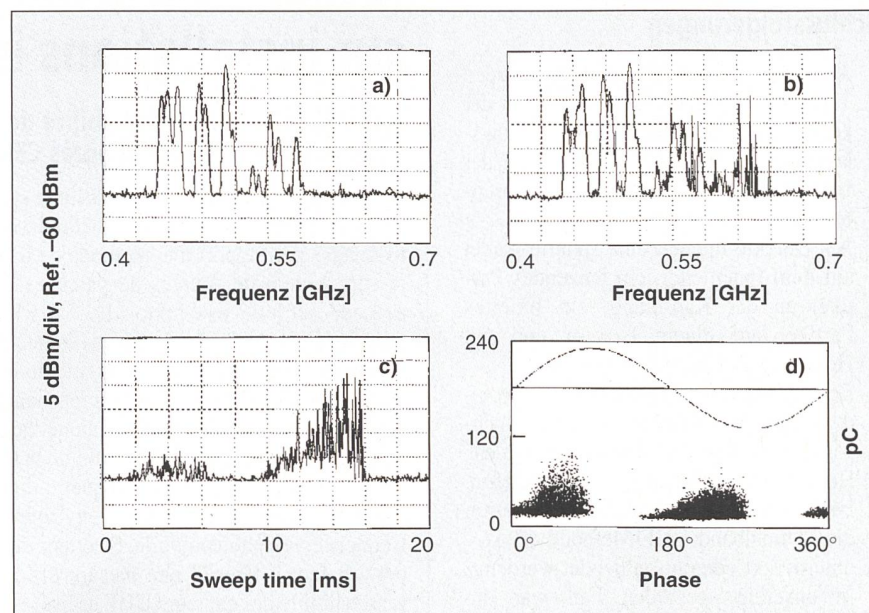 a)
b)
5 dBm/div, Ref. –60 dBm
0.4 0.55 0.7
0.4 0.55 0.7
Frequenz [GHz]
Frequenz [GHz]
c)
240
d)
120
pC
0
0 10 20
0° 180° 360°
Sweep time [ms]
Phase